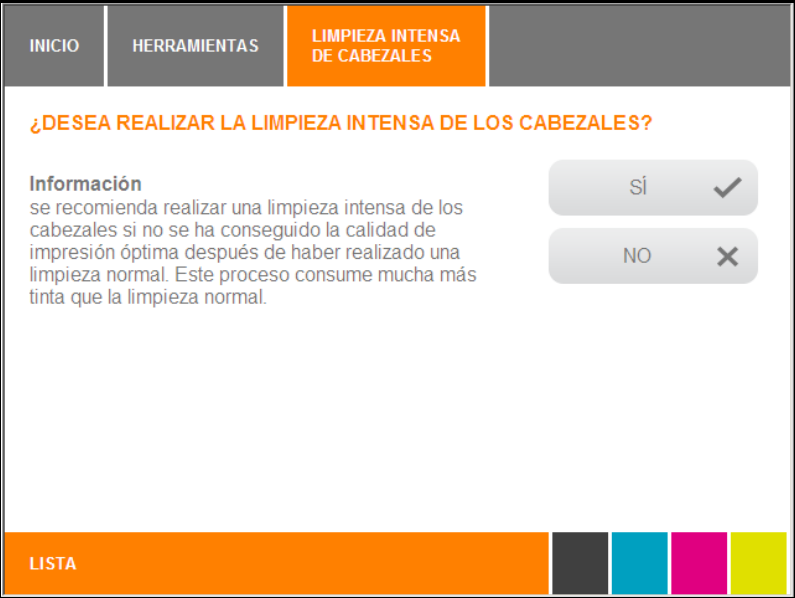 INICIO
HERRAMIENTAS
LIMPIEZA INTENSA
DE CABEZALES
¿DESEA REALIZAR LA LIMPIEZA INTENSA DE LOS CABEZALES?
Información
se recomienda realizar una limpieza intensa de los
cabezales si no se ha conseguido la calidad de
impresión óptima después de haber realizado una
limpieza normal. Este proceso consume mucha más
tinta que la limpieza normal.
SÍ
NO
LISTA